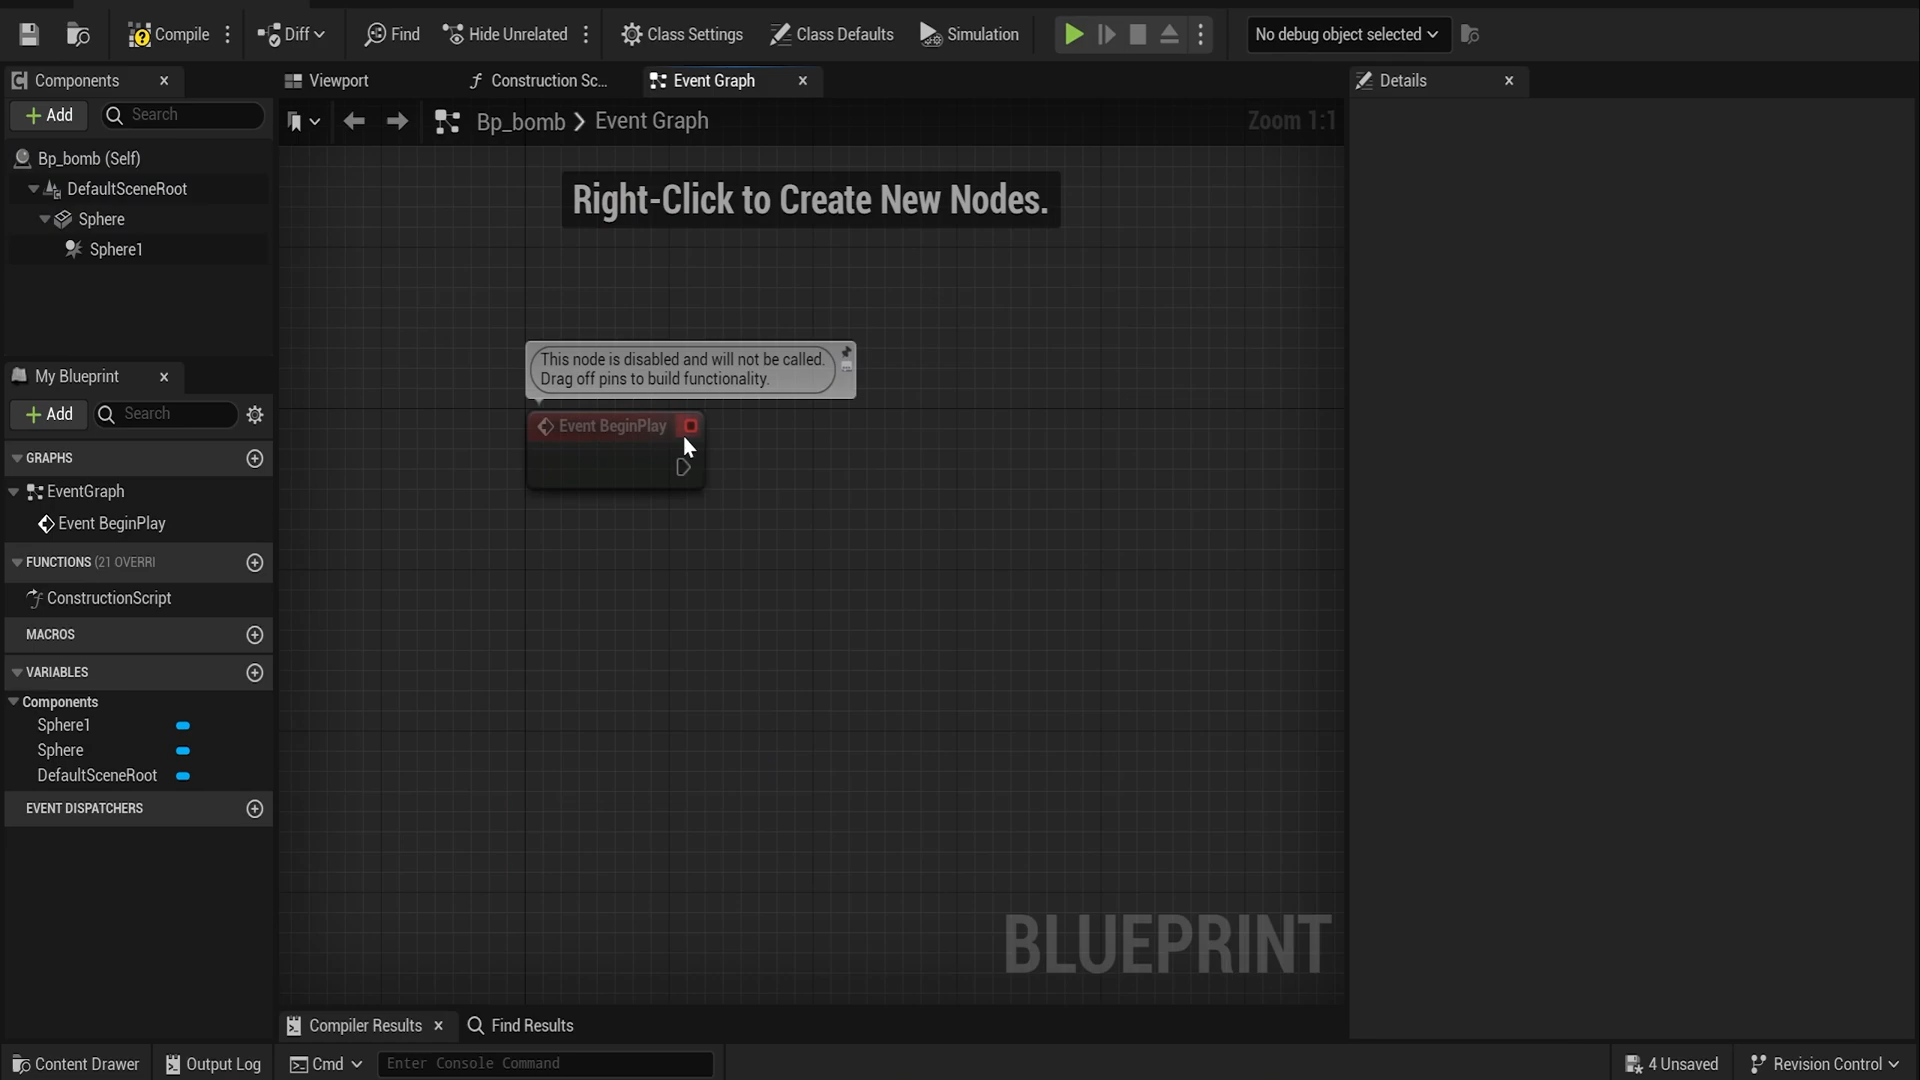 Compile
Diff
Find
Hide Unrelated
Class Settings
Class Defaults
Simulation
No debug object selected
Components
Viewport
Construction Sc...
Event Graph
Details
Add
Search
Bp_bomb
Event Graph
Zoom 1:1
Bp_bomb (Self)
DefaultSceneRoot
Sphere
Sphere1
Right-Click to Create New Nodes.
This node is disabled and will not be called.
Drag off pins to build functionality.
Event BeginPlay
My Blueprint
Add
Search
GRAPHS
EventGraph
Event BeginPlay
FUNCTIONS (21 OVERRI
ConstructionScript
MACROS
VARIABLES
Components
Sphere1
Sphere
DefaultSceneRoot
EVENT DISPATCHERS
BLUEPRINT
Compiler Results
Find Results
Content Drawer
Output Log
Cmd
Enter Console Command
4 Unsaved
Revision Control